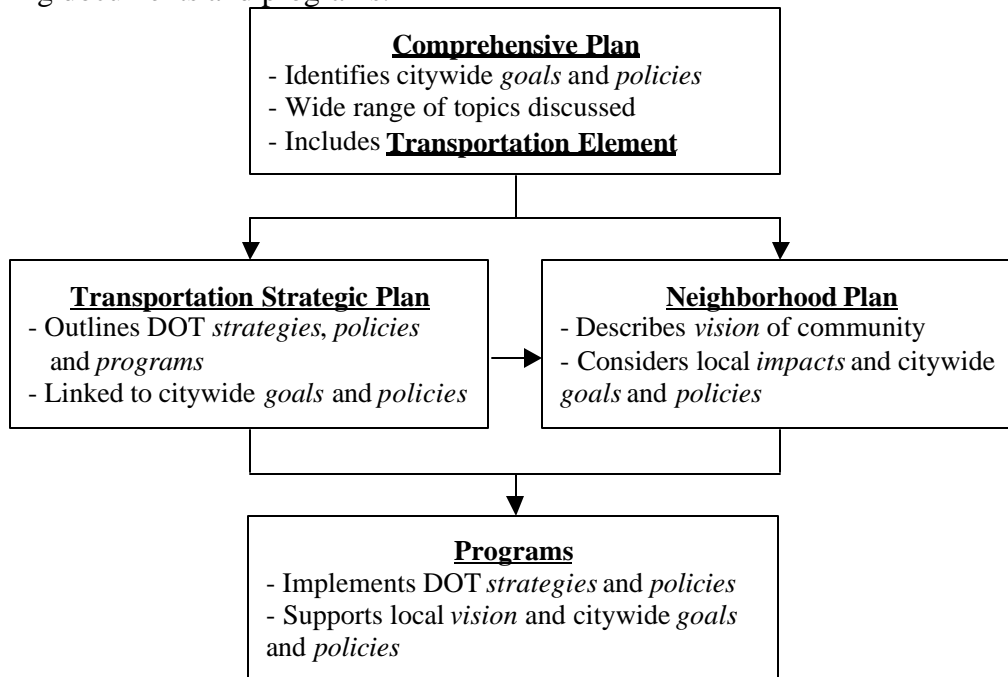 documents and programs.
Comprehensive Plan
- Identifies citywide goals and policies
- Wide range of topics discussed
- Includes Transportation Element
Transportation Strategic Plan
- Outlines DOT strategies, policies
and programs
- Linked to citywide goals and policies
Neighborhood Plan
- Describes vision of community
- Considers local impacts and citywide
goals and policies
Programs
- Implements DOT strategies and policies
- Supports local vision and citywide goals
and policies